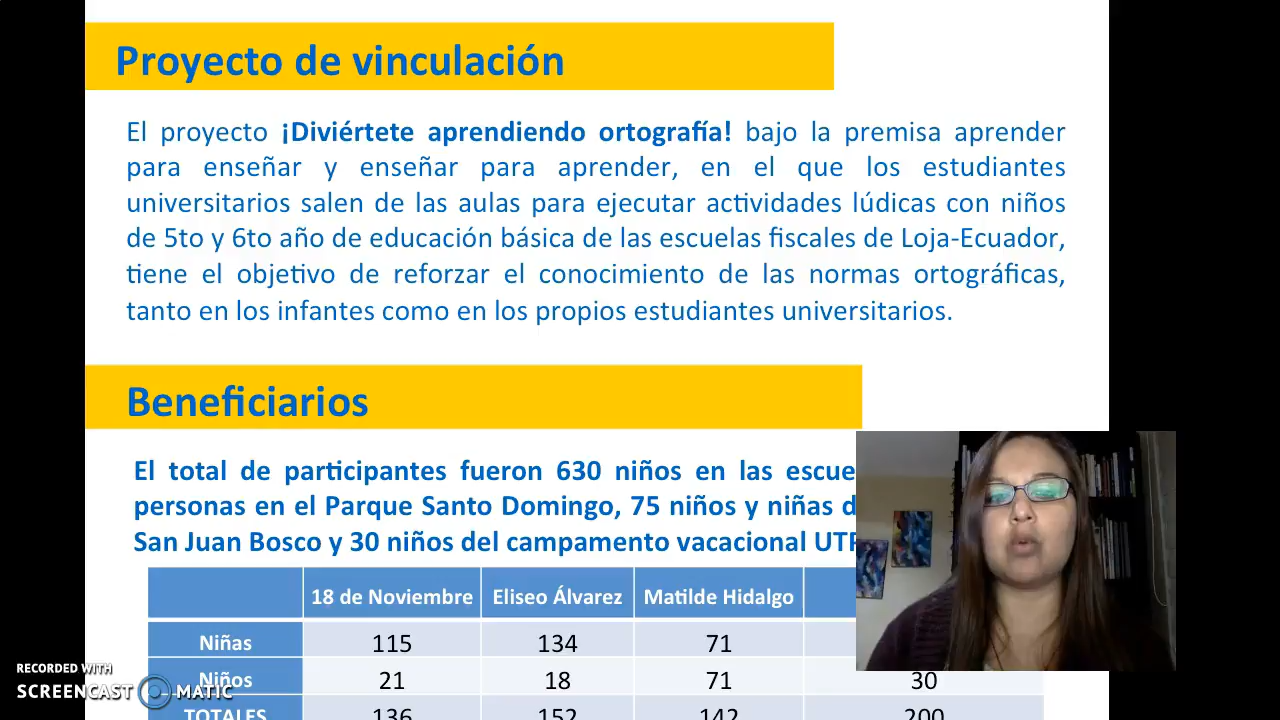 Proyecto de vinculación
El proyecto ¡Diviértete aprendiendo ortografía! bajo la premisa aprender
para enseñar y enseñar para aprender, en el que los estudiantes
universitarios salen de las aulas para ejecutar actividades lúdicas con niños
de 5to y 6to año de educación básica de las escuelas fiscales de Loja-Ecuador,
tiene el objetivo de reforzar el conocimiento de las normas ortográficas,
tanto en los infantes como en los propios estudiantes universitarios.
Beneficiarios
El total de participantes fueron 630 niños en las
personas en el Parque Santo Domingo, 75 niños y niñas
San Juan Bosco y 30 niños del campamento vacacional
18 de Noviembre Eliseo Álvarez Matilde Hidalgo
Niñas 115 134 71
Niños 21 18 71 30
TOTALES 136 152 142 200
RECORDED WITH
SCREENCAST MATIC